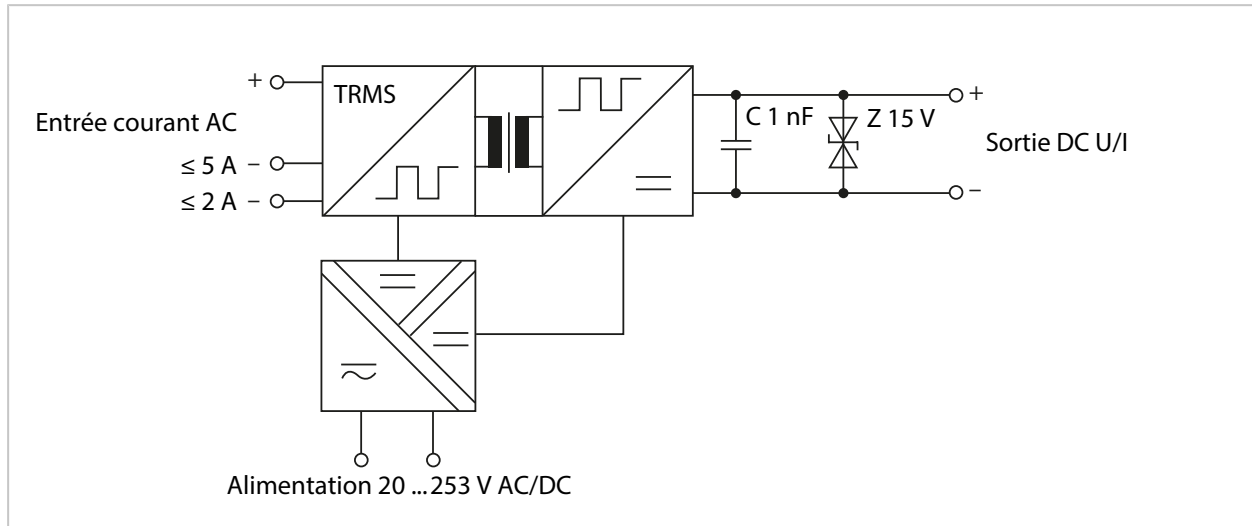 +
TRMS
Entrée courant AC
≤ 5 A −
≤ 2 A −
C 1 nF
Z 15 V
+
Sortie DC U/I
−
Alimentation 20 ... 253 V AC/DC